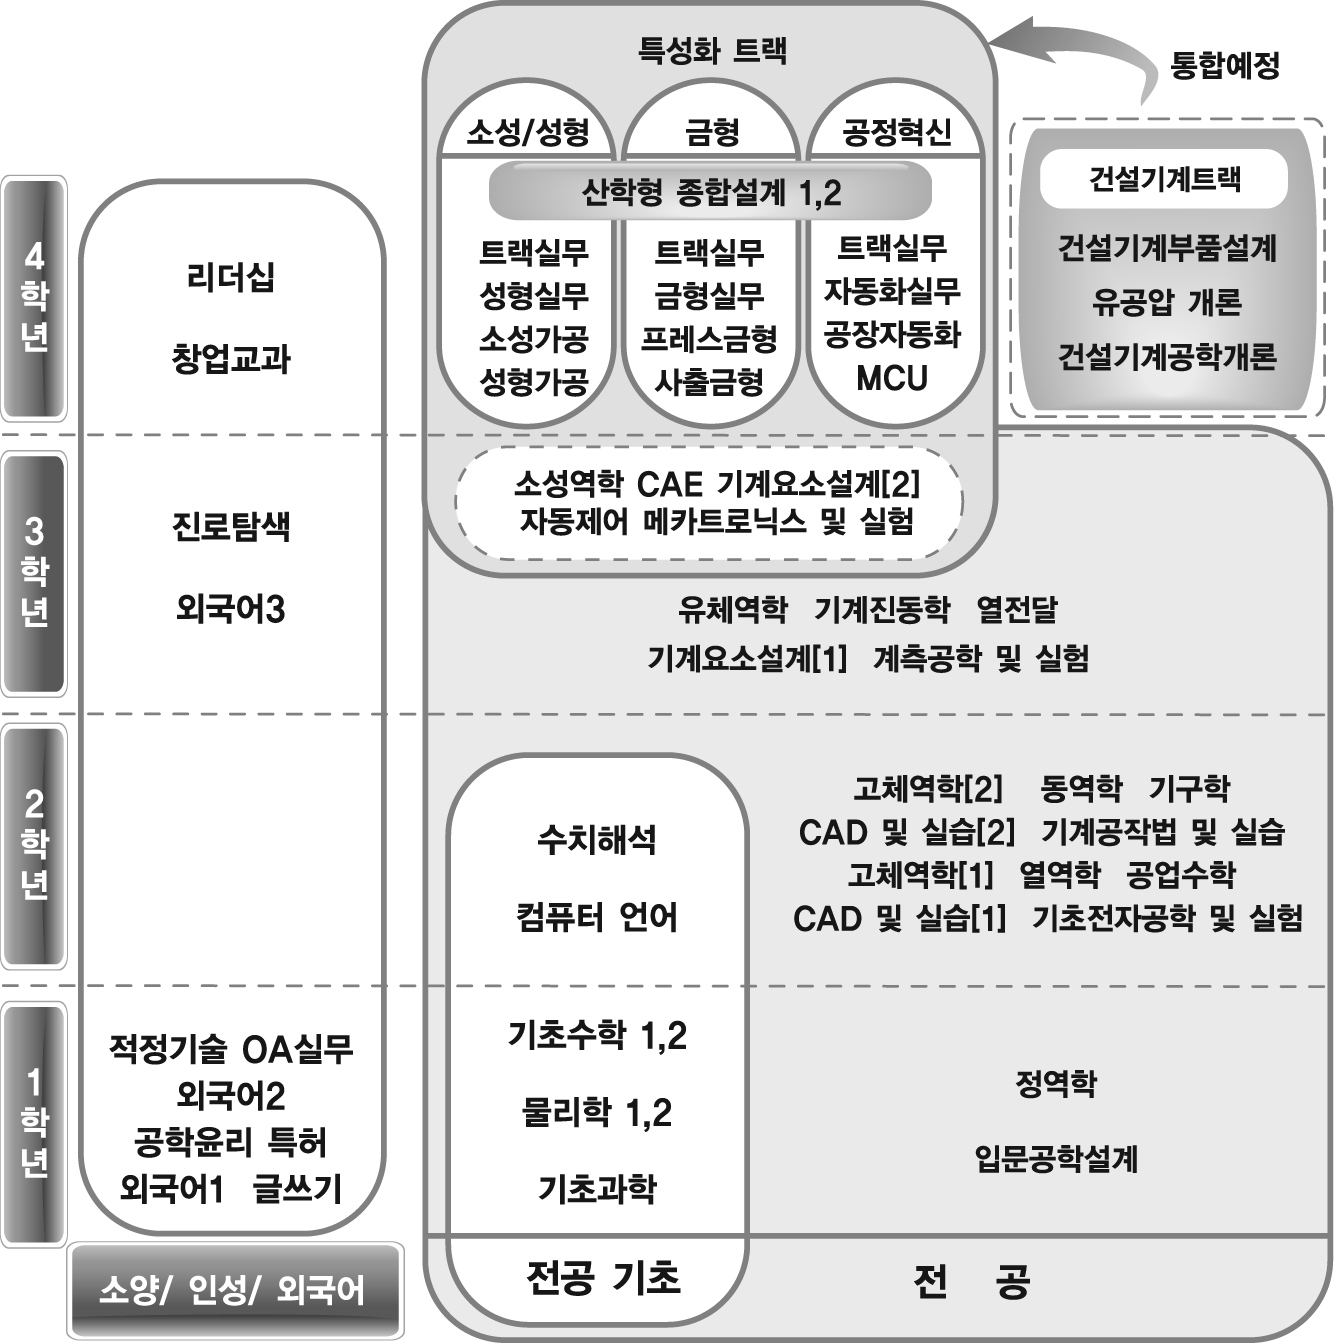 특성화 트랙
통합예정
소성/성형
금형
공정혁신
산학형 종합설계 1,2
트랙실무
성형실무
소성가공
성형가공
트랙실무
금형실무
프레스금형
사출금형
트랙실무
자동화실무
공장자동화
MCU
건설기계트랙
건설기계부품설계
유공압 개론
건설기계공학개론
4학년
리더십
창업교과
3학년
진로탐색
외국어3
소성역학 CAE 기계요소설계[2]
자동제어 메카트로닉스 및 실험
유체역학 기계진동학 열전달
기계요소설계[1] 계측공학 및 실험
2학년
수치해석
컴퓨터 언어
고체역학[2] 동역학 기구학
CAD 및 실습[2] 기계공작법 및 실습
고체역학[1] 열역학 공업수학
CAD 및 실습[1] 기초전자공학 및 실험
1학년
적정기술 OA실무
외국어2
공학윤리 특허
외국어1 글쓰기
기초수학 1,2
물리학 1,2
기초과학
정역학
입문공학설계
소양/ 인성/ 외국어
전공 기초
전 공